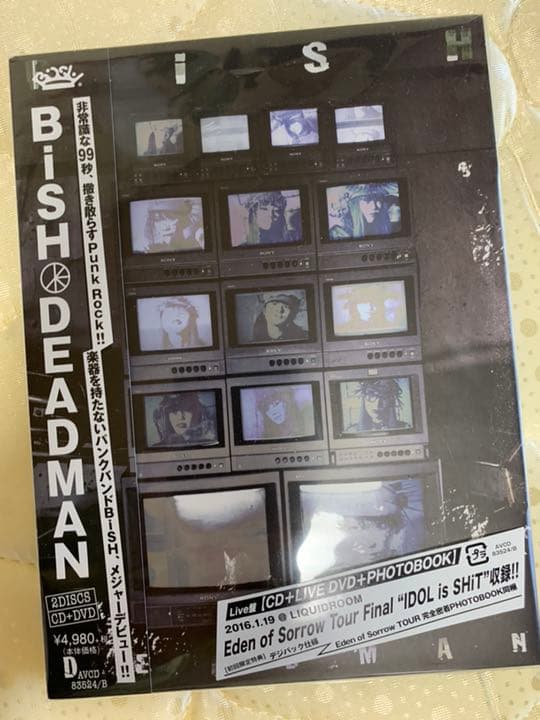 iSH
BiSH DEADMAN
非常識な99秒、撒き散らすPunk Rock!!
楽器を持たないパンクバンドBiSH、メジャーデビュー!!
2DISCS
CD+DVD
¥4,980.+税
(本体価格)
D
AVCD
83524/B
SONY
Live盤「CD+LIVE DVD+PHOTOBOOK」
AVCD
83524/B
2016.1.19 @ LIQUIDROOM
Eden of Sorrow Tour Final "IDOL is SHiT"収録!!
[初回限定特典] デジパック仕様
Eden of Sorrow TOUR 完全密着PHOTOBOOK同梱
E DMAN